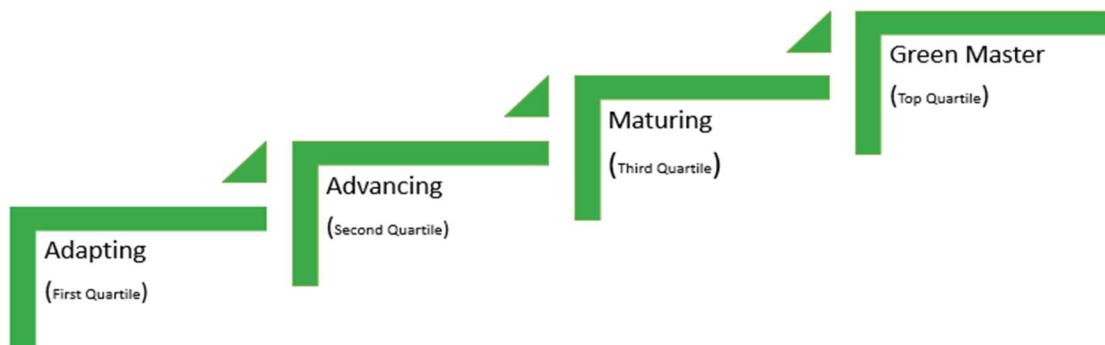 Adapting
(First Quartile)
Advancing
(Second Quartile)
Maturing
(Third Quartile)
Green Master
(Top Quartile)